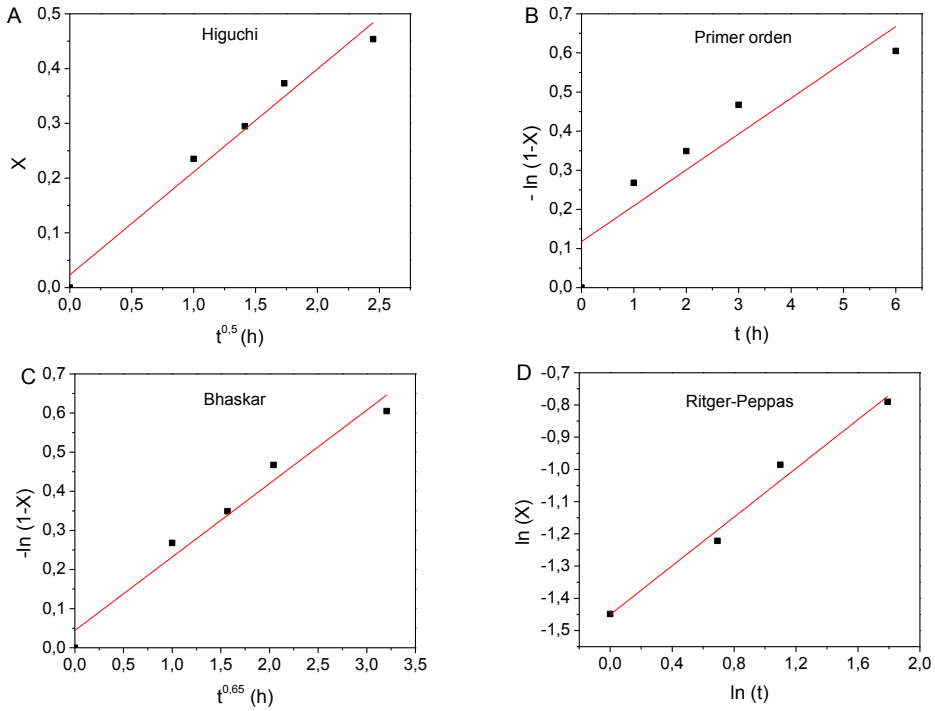 A
Higuchi
0,5
0,4
0,3
0,2
0,1
0,0
X
0,0 0,5 1,0 1,5 2,0 2,5
t^0,5 (h)
B
Primer orden
0,7
0,6
0,5
0,4
0,3
0,2
0,1
0,0
- ln (1-X)
0 1 2 3 4 5 6
t (h)
C
Bhaskar
0,7
0,6
0,5
0,4
0,3
0,2
0,1
0,0
-ln (1-X)
0,0 0,5 1,0 1,5 2,0 2,5 3,0 3,5
t^0,65 (h)
D
Ritger-Peppas
-0,7
-0,8
-0,9
-1,0
-1,1
-1,2
-1,3
-1,4
-1,5
ln (X)
0,0 0,4 0,8 1,2 1,6 2,0
ln (t)